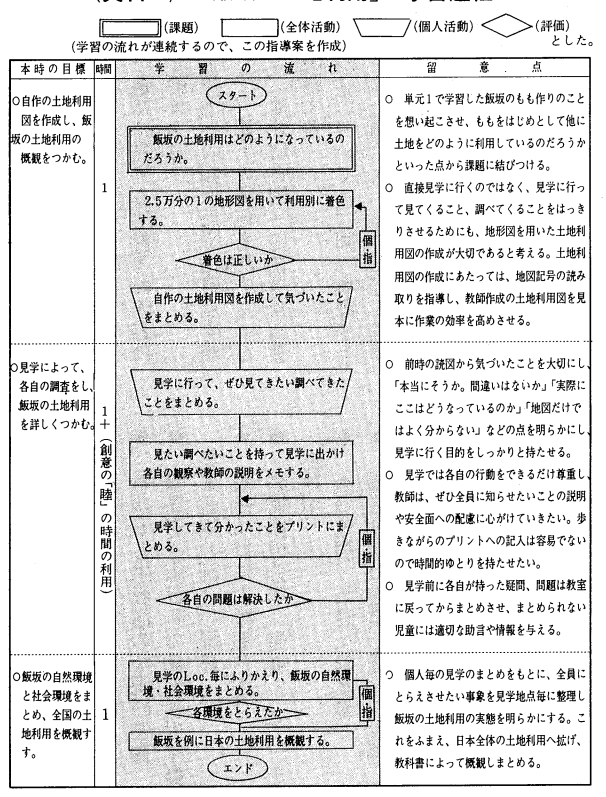 (課題) (全体活動) (個人活動) (評価)
(学習の流れが連続するので、この指導案を作成) とした。
本時の目標 時間 学習の流れ 留意点
○自作の土地利用
図を作成し、飯
坂の土地利用の
概観をつかむ。
1
スタート
飯坂の土地利用はどのようになっているの
だろうか。
2.5万分の1の地形図を用いて利用別に着色
する。
個・指
着色は正しいか
自作の土地利用図を作成して気づいたこと
をまとめる。
○ 単元1で学習した飯坂のもも作りのこと
を想い起こさせ、ももをはじめとして他に
土地をどのように利用しているのだろうか
といった点から課題に結びつける。
○ 直接見学に行くのではなく、見学に行っ
て見てくること、調べてくることをはっき
りさせるためにも、地形図を用いた土地利
用図の作成が大切であると考える。土地利
用図の作成にあたっては、地図記号の読み
取りを指導し、教師作成の土地利用図を見
本に作業の効率を高めさせる。
○見学によって、
各自の調査をし、
飯坂の土地利用
を詳しくつかむ。
1
+
(創意の「睦」の時間の利用)
見学に行って、ぜひ見てきたい調べてきた
ことをまとめる。
見たい調べたいことを持って見学に出かけ
各自の観察や教師の説明をメモする。
見学してきて分かったことをプリントにま
とめる。
個・指
各自の問題は解決したか
○ 前時の読図から気づいたことを大切にし、
「本当にそうか。間違いはないか」「実際に
ここはどうなっているのか」「地図だけで
はよく分からない」などの点を明らかにし、
見学に行く目的をしっかりと持たせる。
○ 見学では各自の行動をできるだけ尊重し、
教師は、ぜひ全員に知らせたいことの説明
や安全面への配慮に心がけていきたい。歩
きながらのプリントへの記入は容易でない
ので時間的ゆとりを持たせたい。
○ 見学前に各自が持った疑問、問題は教室
に戻ってからまとめさせ、まとめられない
児童には適切な助言や情報を与える。
○飯坂の自然環境
と社会環境をま
とめ、全国の土
地利用を概観す
す。
1
見学のLoc.毎にふりかえり、飯坂の自然環
境・社会環境をまとめる。
個・指
各環境をとらえたか
飯坂を例に日本の土地利用を概観する。
エンド
○ 個人毎の見学のまとめをもとに、全員に
とらえさせたい事象を見学地点毎に整理し
飯坂の土地利用の実態を明らかにする。こ
れをふまえ、日本全体の土地利用へ拡げ、
教科書によって概観しまとめる。